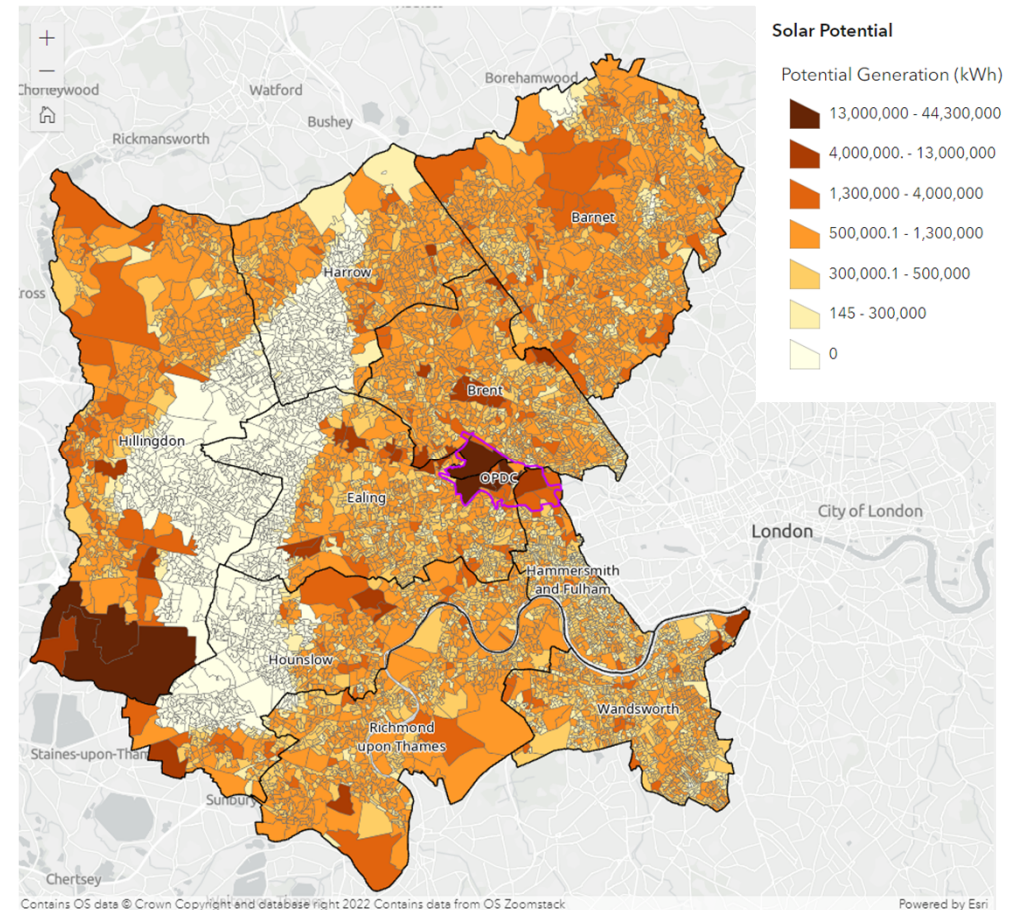 Solar Potential
Potential Generation (kWh)
13,000,000 - 44,300,000
4,000,000. - 13,000,000
1,300,000 - 4,000,000
500,000.1 - 1,300,000
300,000.1 - 500,000
145 - 300,000
0
+
−
Chorleywood
Watford
Borehamwood
Bushey
Rickmansworth
Barnet
Harrow
ross
Brent
Hillingdon
OPDC
Ealing
City of London
London
Hammersmith
and Fulham
Hounslow
Wandsworth
Richmond
upon Thames
Staines-upon-Tham
Sunbury
Chertsey
Contains OS data © Crown Copyright and database right 2022 Contains data from OS Zoomstack
Powered by Esri